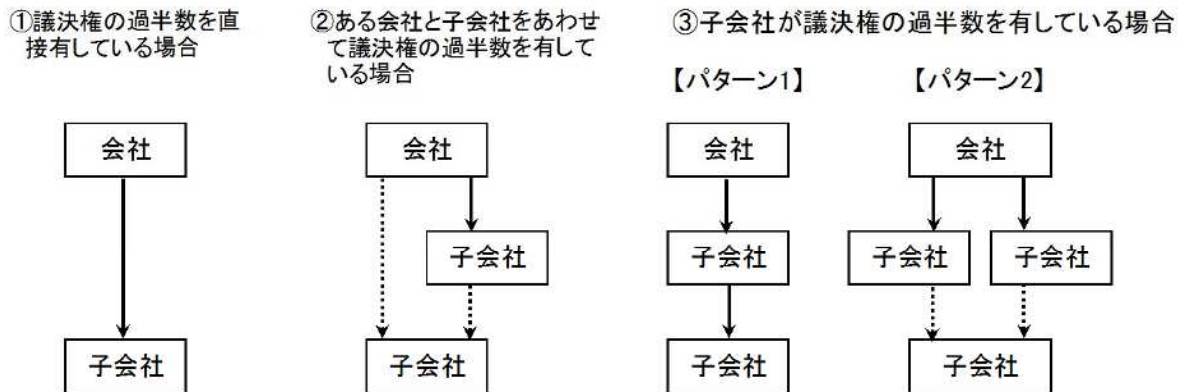 ①議決権の過半数を直
接有している場合
②ある会社と子会社をあわせ
て議決権の過半数を有して
いる場合
③子会社が議決権の過半数を有している場合
【パターン1】
【パターン2】
会社
子会社
会社
子会社
子会社
会社
子会社
子会社
会社
子会社
子会社
子会社